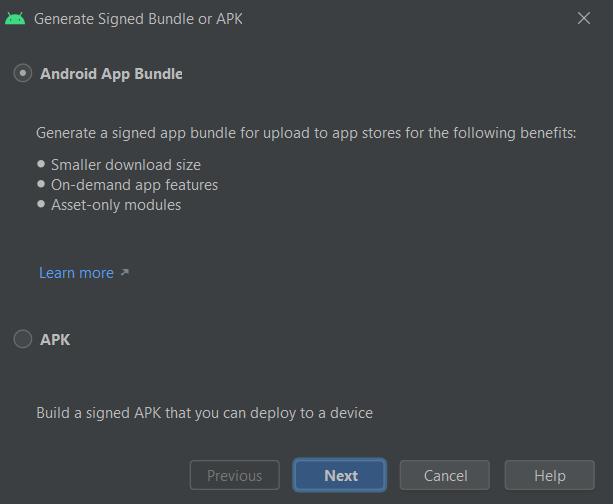 Generate Signed Bundle or APK
Android App Bundle
Generate a signed app bundle for upload to app stores for the following benefits:
Smaller download size
On-demand app features
Asset-only modules
Learn more
APK
Build a signed APK that you can deploy to a device
Previous Next Cancel Help